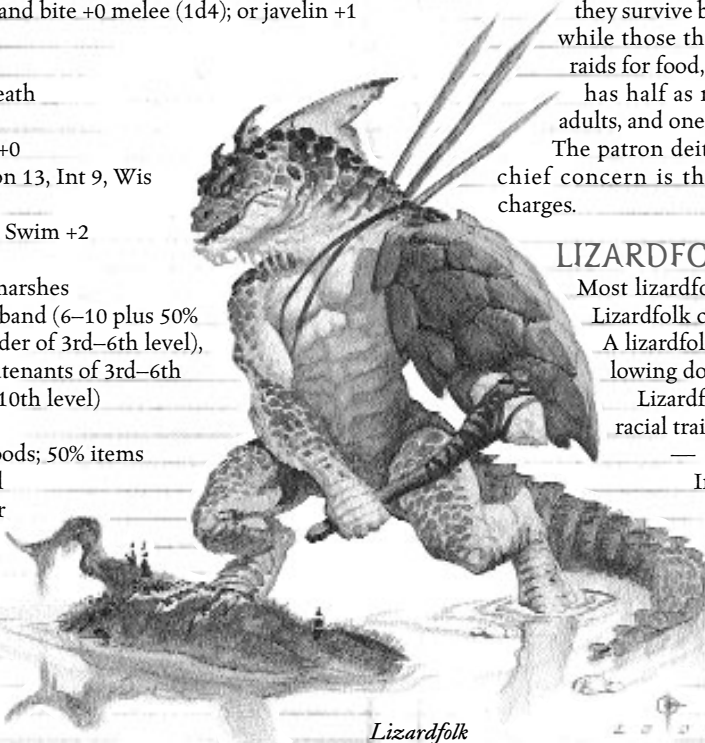 and bite +0 melee (1d4); or javelin +1
eath
+0
on 13, Int 9, Wis
Swim +2
marshes
band (6–10 plus 50%
der of 3rd–6th level),
utenants of 3rd–6th
10th level)
oods; 50% items
l
r
they survive b
while those th
raids for food,
has half as
adults, and one
The patron deit
chief concern is th
charges.
LIZARDFO
Most lizardfo
Lizardfolk c
A lizardfol
lowing do
Lizardf
racial trai
—
In
Lizardfolk